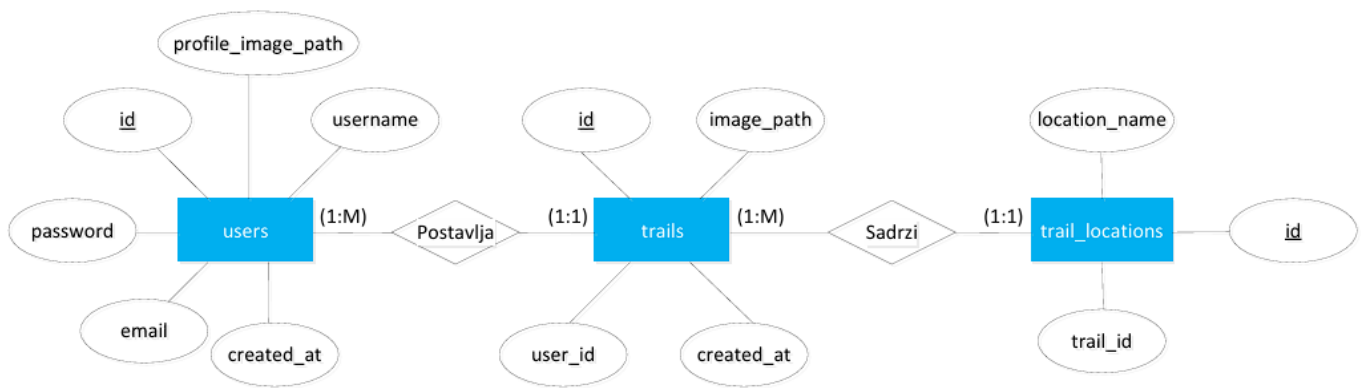 profile_image_path
id
username
id
image_path
location_name
password
users
(1:M)
Postavlja
(1:1)
trails
(1:M)
Sadrzi
(1:1)
trail_locations
id
email
created_at
user_id
created_at
trail_id